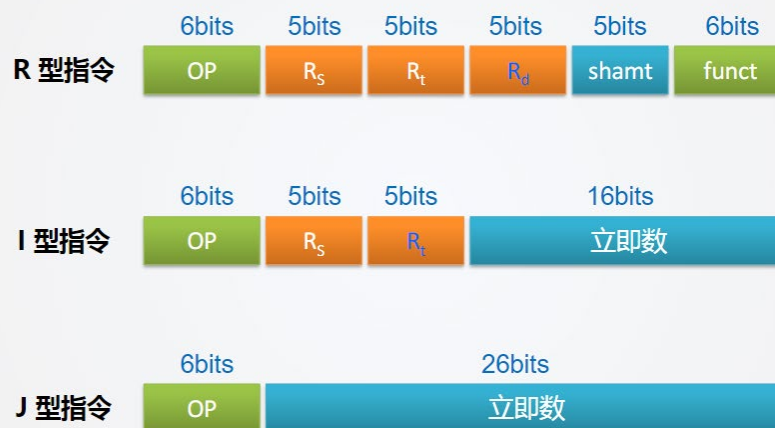 6bits 5bits 5bits 5bits 5bits 6bits
R 型指令 OP Rs Rt Rd shamt funct
6bits 5bits 5bits 16bits
I 型指令 OP Rs Rt 立即数
6bits 26bits
J 型指令 OP 立即数